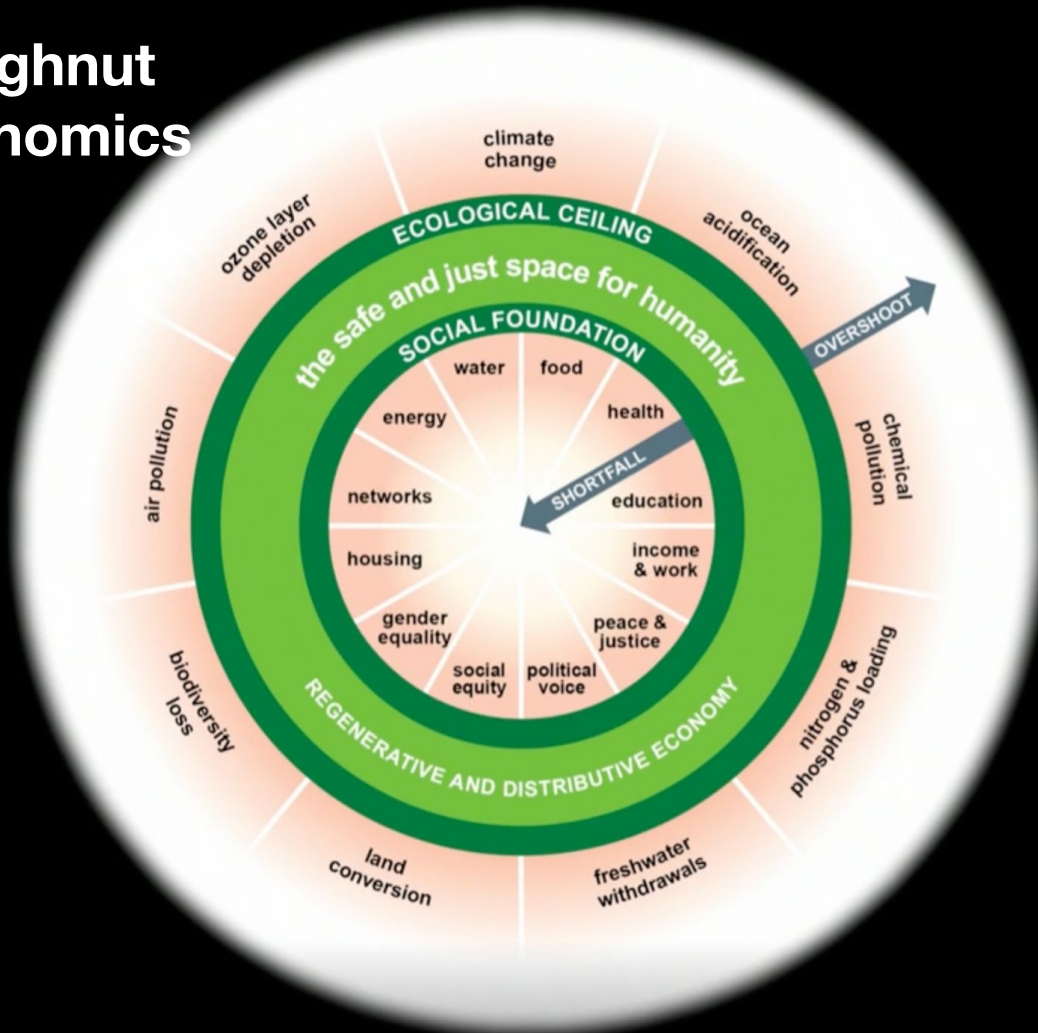 ghnut
nomics
climate
change
ocean
acidification
chemical
pollution
nitrogen &
phosphorus loading
freshwater
withdrawals
land
conversion
biodiversity
loss
air pollution
ozone layer
depletion
OVERSHOOT
ECOLOGICAL CEILING
the safe and just space for humanity
SOCIAL FOUNDATION
water
food
health
SHORTFALL
education
income
& work
peace &
justice
political
voice
social
equity
gender
equality
housing
networks
energy
REGENERATIVE AND DISTRIBUTIVE ECONOMY